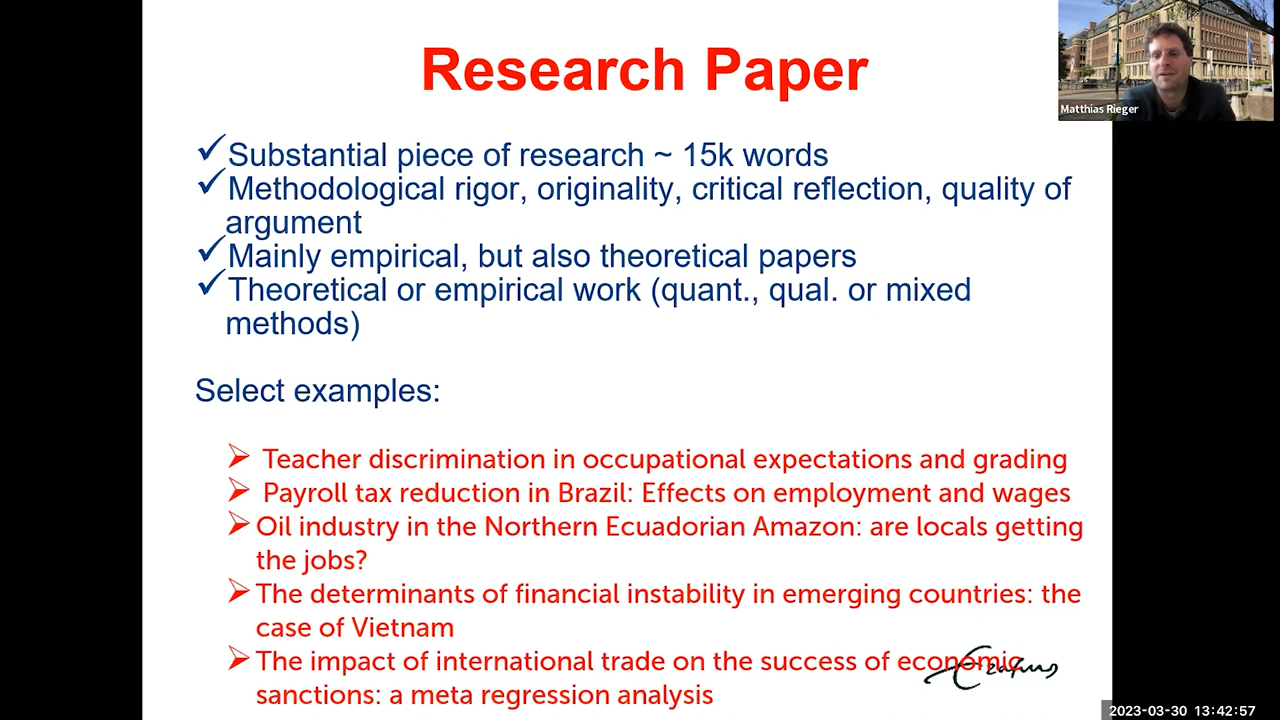 Research Paper
Matthias Rieger
Substantial piece of research ~ 15k words
Methodological rigor, originality, critical reflection, quality of
argument
Mainly empirical, but also theoretical papers
Theoretical or empirical work (quant., qual. or mixed
methods)
Select examples:
Teacher discrimination in occupational expectations and grading
Payroll tax reduction in Brazil: Effects on employment and wages
Oil industry in the Northern Ecuadorian Amazon: are locals getting
the jobs?
The determinants of financial instability in emerging countries: the
case of Vietnam
The impact of international trade on the success of economic
sanctions: a meta regression analysis
Erasmus
2023-03-30 13:42:57